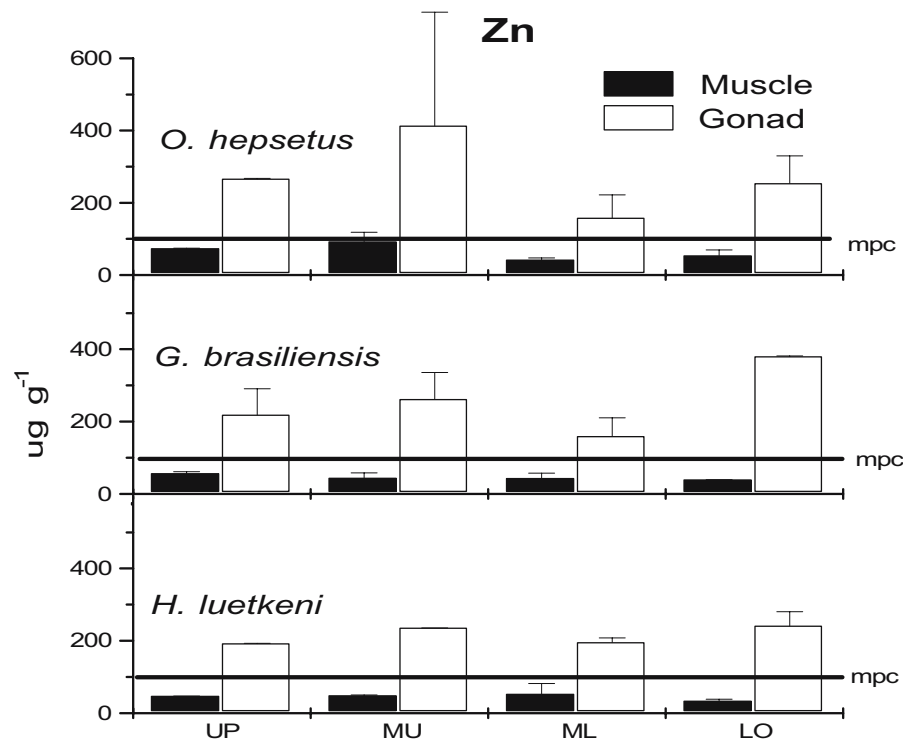 Zn
Muscle
Gonad
O. hepsetus
600
400
200
0
mpc
G. brasiliensis
400
200
0
mpc
ug g-1
H. luetkeni
400
200
0
mpc
UP MU ML LO